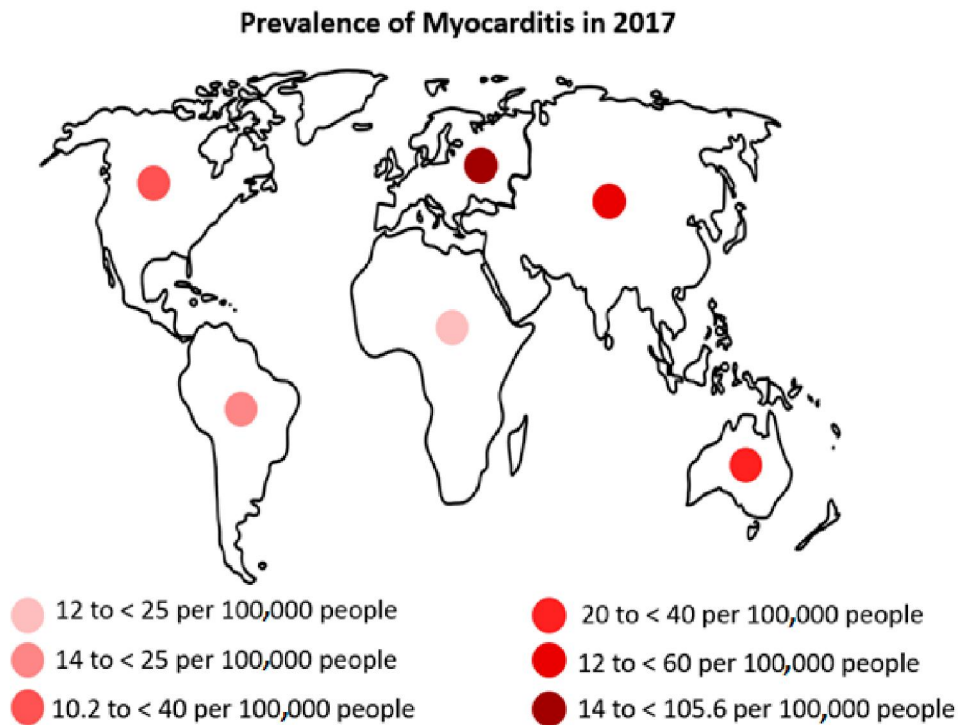 Prevalence of Myocarditis in 2017
12 to < 25 per 100,000 people
14 to < 25 per 100,000 people
10.2 to < 40 per 100,000 people
20 to < 40 per 100,000 people
12 to < 60 per 100,000 people
14 to < 105.6 per 100,000 people